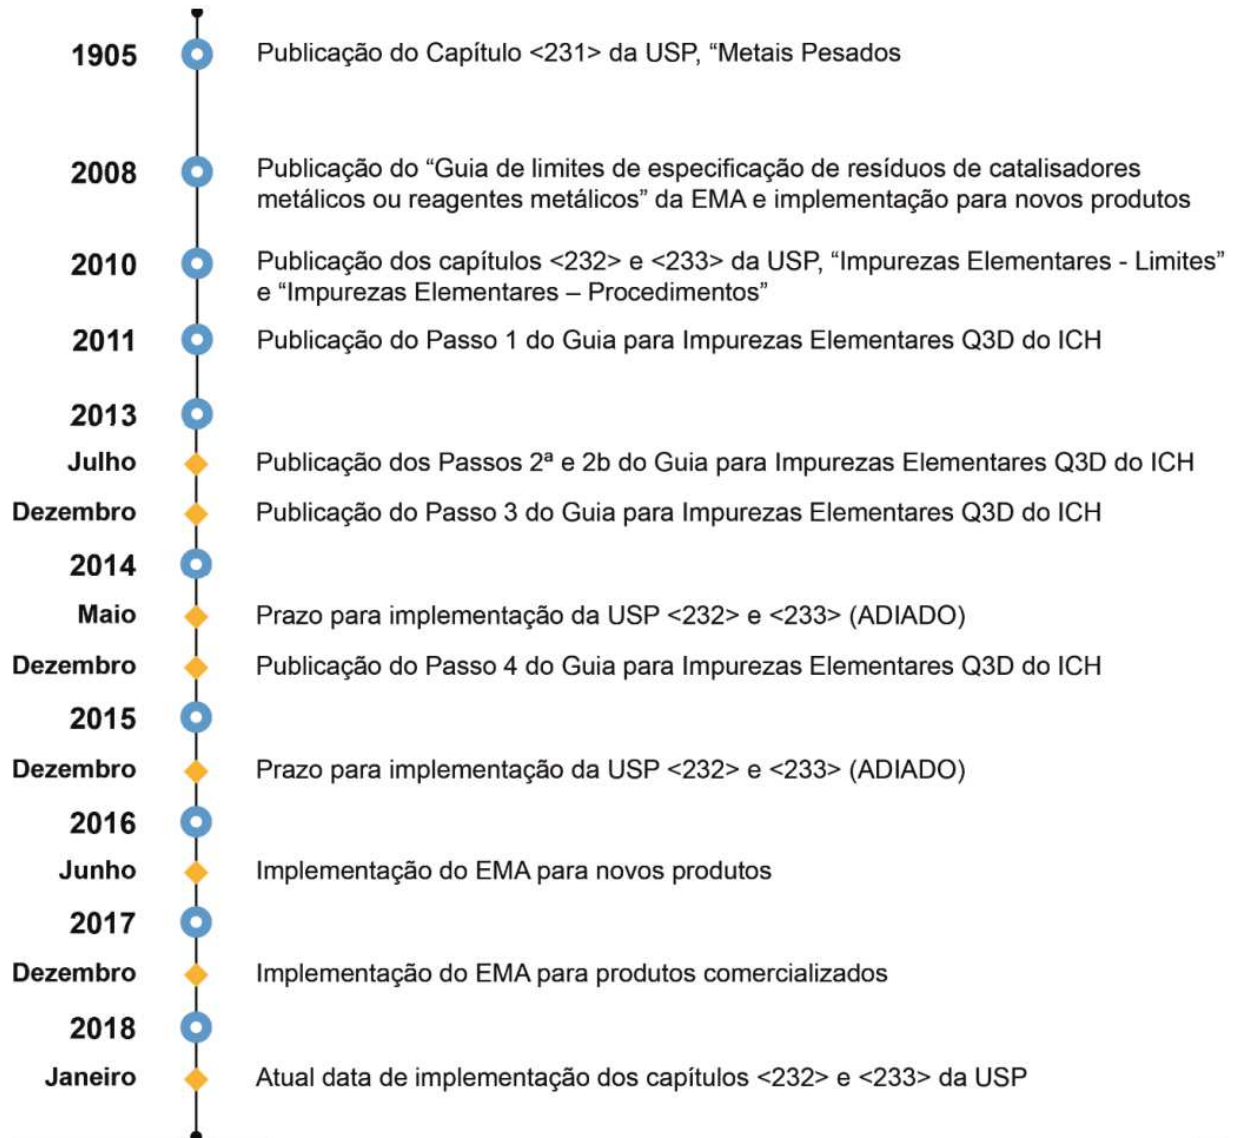 1905 Publicação do Capítulo <231> da USP, “Metais Pesados
2008 Publicação do “Guia de limites de especificação de resíduos de catalisadores
metálicos ou reagentes metálicos” da EMA e implementação para novos produtos
2010 Publicação dos capítulos <232> e <233> da USP, “Impurezas Elementares - Limites”
e “Impurezas Elementares – Procedimentos”
2011 Publicação do Passo 1 do Guia para Impurezas Elementares Q3D do ICH
2013
Julho Publicação dos Passos 2ª e 2b do Guia para Impurezas Elementares Q3D do ICH
Dezembro Publicação do Passo 3 do Guia para Impurezas Elementares Q3D do ICH
2014
Maio Prazo para implementação da USP <232> e <233> (ADIADO)
Dezembro Publicação do Passo 4 do Guia para Impurezas Elementares Q3D do ICH
2015
Dezembro Prazo para implementação da USP <232> e <233> (ADIADO)
2016
Junho Implementação do EMA para novos produtos
2017
Dezembro Implementação do EMA para produtos comercializados
2018
Janeiro Atual data de implementação dos capítulos <232> e <233> da USP